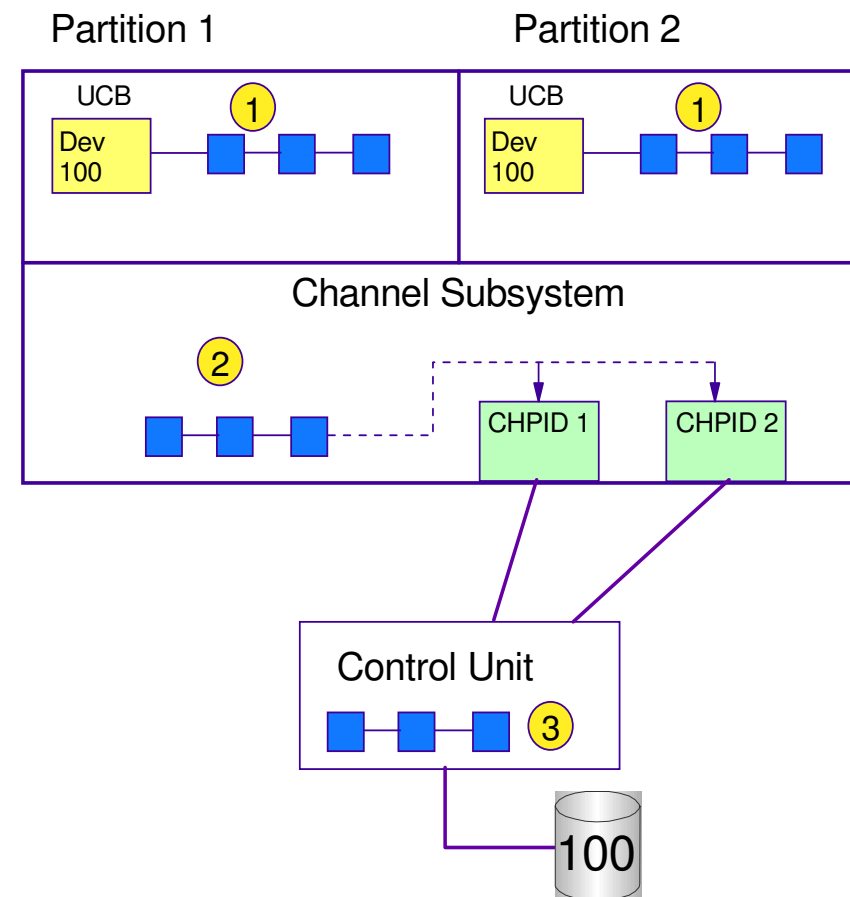 Partition 1
Partition 2
UCB
1
Dev
100
UCB
1
Dev
100
Channel Subsystem
2
CHPID 1
CHPID 2
Control Unit
3
100